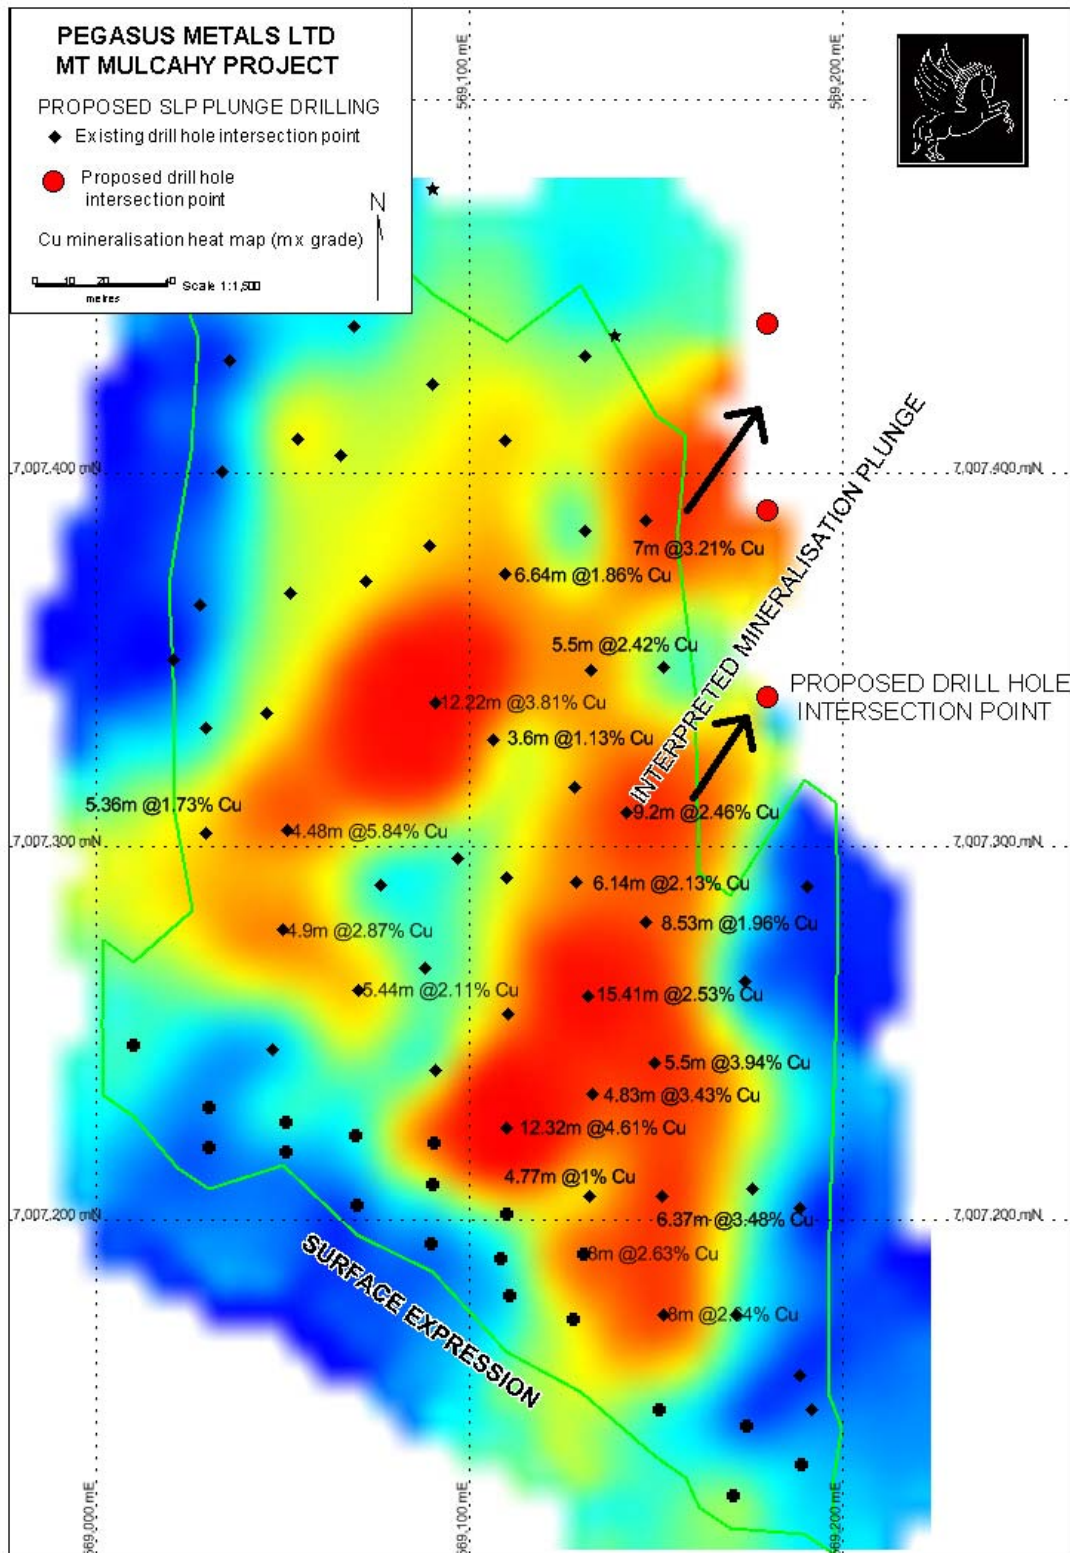 PEGASUS METALS LTD
MT MULCAHY PROJECT
PROPOSED SLP PLUNGE DRILLING
Existing drill hole intersection point
Proposed drill hole
intersection point
N
Cu mineralisation heat map (m x grade)
0 10 20 40 Scale 1:1,500
metres
569,100 mE
569,200 mE
7,007,400 mN
7,007,400 mN
7m @3.21% Cu
6.64m @1.86% Cu
5.5m @2.42% Cu
INTERPRETED MINERALISATION PLUNGE
PROPOSED DRILL HOLE
INTERSECTION POINT
12.22m @3.81% Cu
3.6m @1.13% Cu
5.36m @1.73% Cu
9.2m @2.46% Cu
4.48m @5.84% Cu
7,007,300 mN
7,007,300 mN
6.14m @2.13% Cu
8.53m @1.96% Cu
4.9m @2.87% Cu
5.44m @2.11% Cu
15.41m @2.53% Cu
5.5m @3.94% Cu
4.83m @3.43% Cu
12.32m @4.61% Cu
4.77m @1% Cu
7,007,200 mN
6.37m @3.48% Cu
7,007,200 mN
8m @2.63% Cu
SURFACE EXPRESSION
8m @2.64% Cu
569,000 mE
569,100 mE
569,200 mE